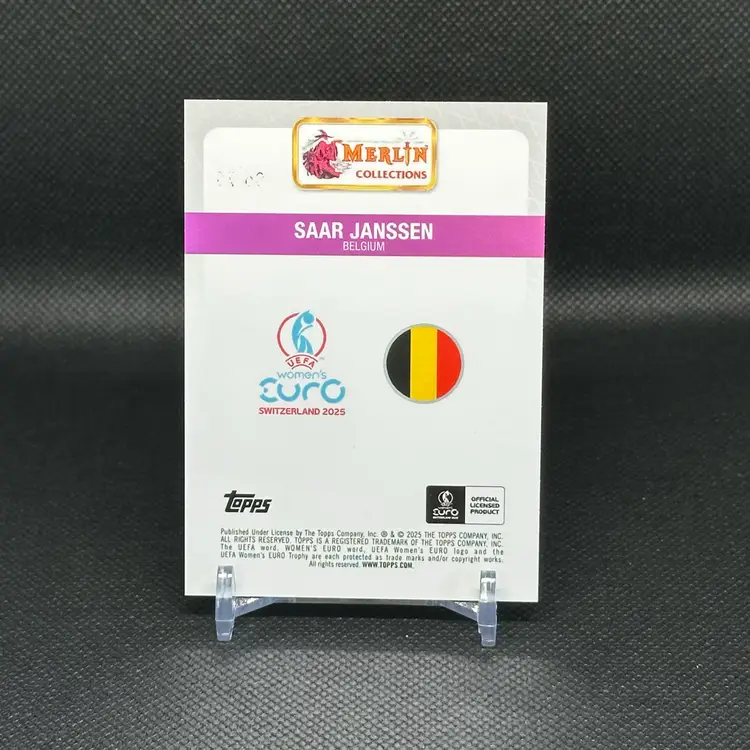 MERLIN
COLLECTIONS
SAAR JANSSEN
BELGIUM
UEFA
women's
EURO
SWITZERLAND 2025
topps
EURO
SWITZERLAND 2025
OFFICIAL
LICENSED
PRODUCT
Published Under License by The Topps Company, Inc. ® & © 2025 THE TOPPS COMPANY, INC.
ALL RIGHTS RESERVED. TOPPS IS A REGISTERED TRADEMARK OF THE TOPPS COMPANY, INC.
The UEFA word, WOMEN'S EURO word, UEFA Women's EURO logo and the
UEFA Women's EURO Trophy are each protected as trade marks and/or copyright works.
All rights reserved. WWW.TOPPS.COM.